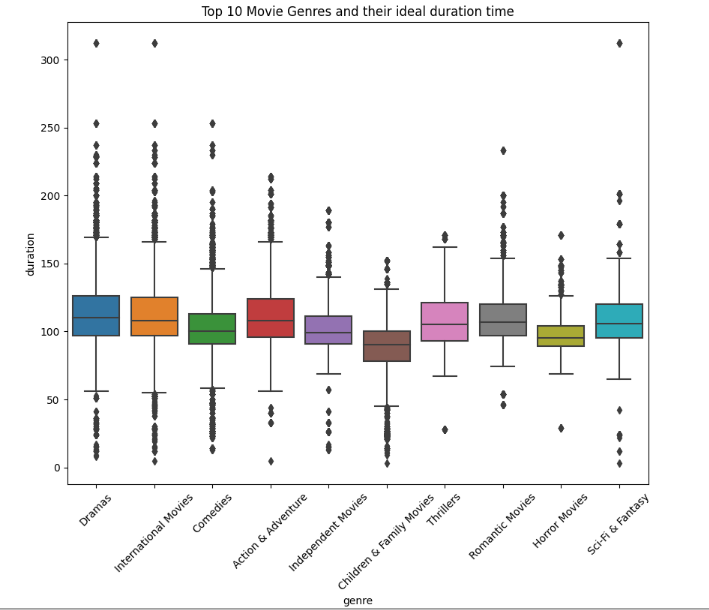 Top 10 Movie Genres and their ideal duration time
300
250
200
150
100
50
0
duration
Dramas
International Movies
Comedies
Action & Adventure
Independent Movies
Children & Family Movies
Thrillers
Romantic Movies
Horror Movies
Sci-Fi & Fantasy
genre